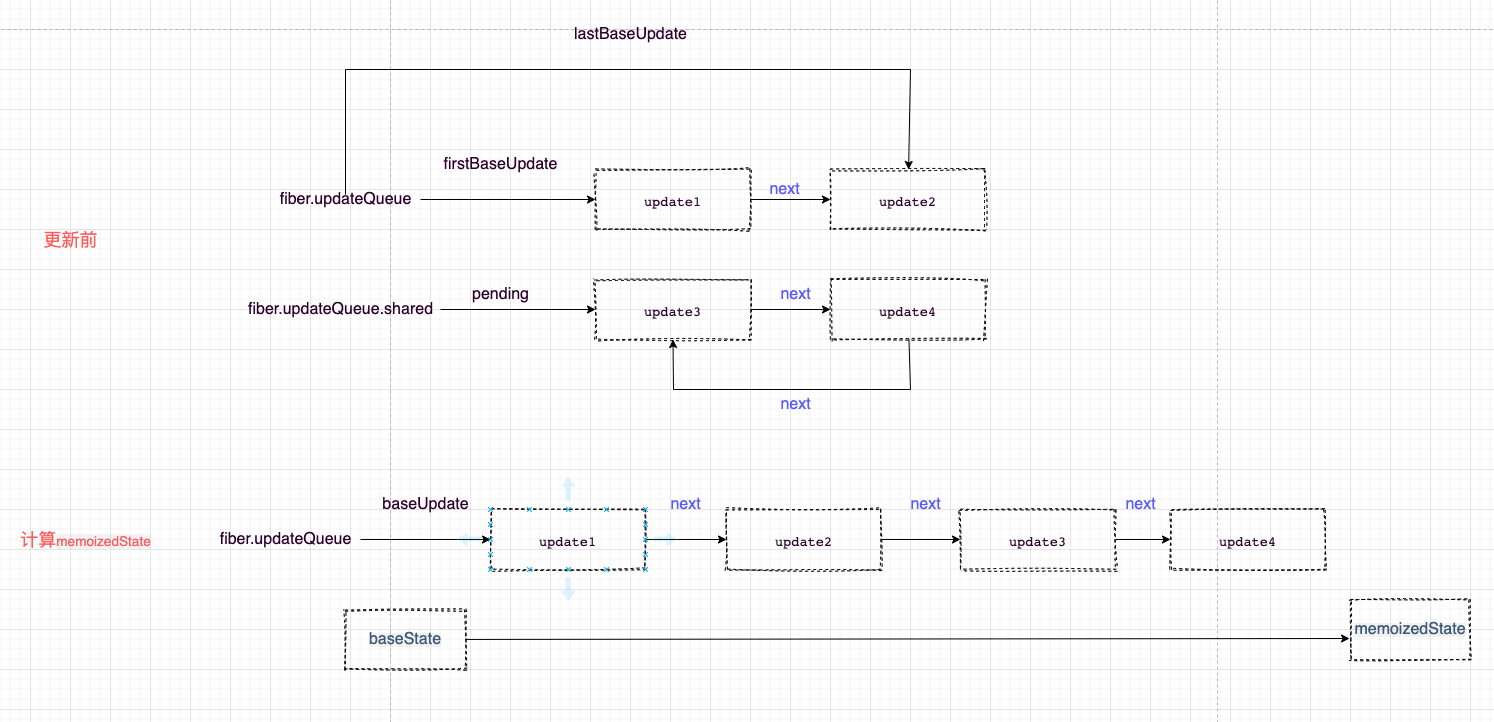 lastBaseUpdate
firstBaseUpdate
fiber.updateQueue
update1
next
update2
更新前
fiber.updateQueue.shared
pending
update3
next
update4
next
计算memoizedState
fiber.updateQueue
baseUpdate
update1
next
update2
next
update3
next
update4
baseState
memoizedState